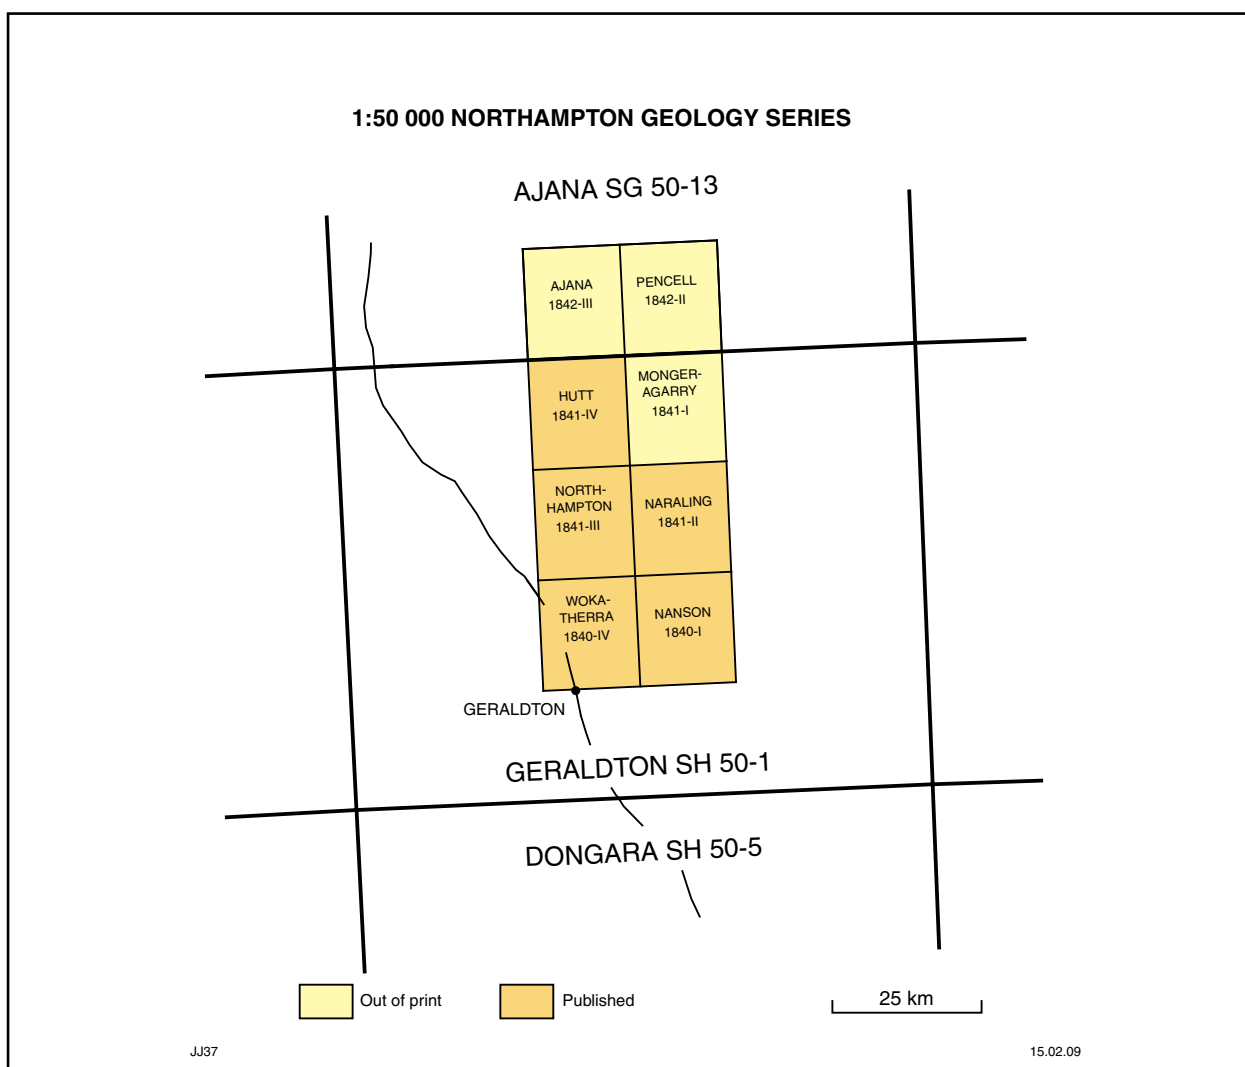 1:50 000 NORTHAMPTON GEOLOGY SERIES
AJANA SG 50-13
AJANA
1842-III
PENCELL
1842-II
HUTT
1841-IV
MONGER-
AGARRY
1841-I
NORTH-
HAMPTON
1841-III
NARALING
1841-II
WOKA-
THERRA
1840-IV
NANSON
1840-I
GERALDTON
GERALDTON SH 50-1
DONGARA SH 50-5
Out of print
Published
25 km
JJ37
15.02.09